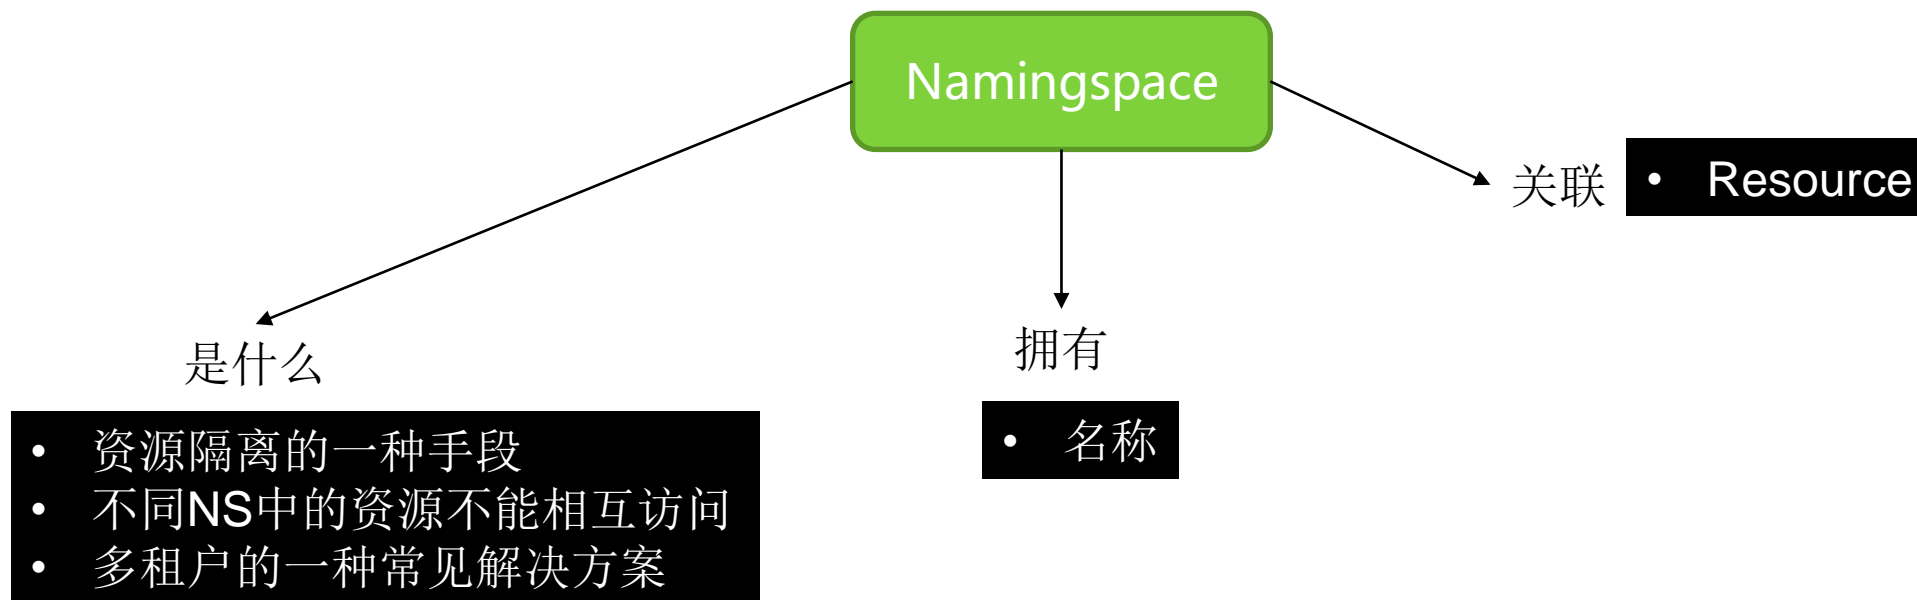 Namingspace
关联
• Resource
是什么
• 资源隔离的一种手段
• 不同NS中的资源不能相互访问
• 多租户的一种常见解决方案
拥有
• 名称